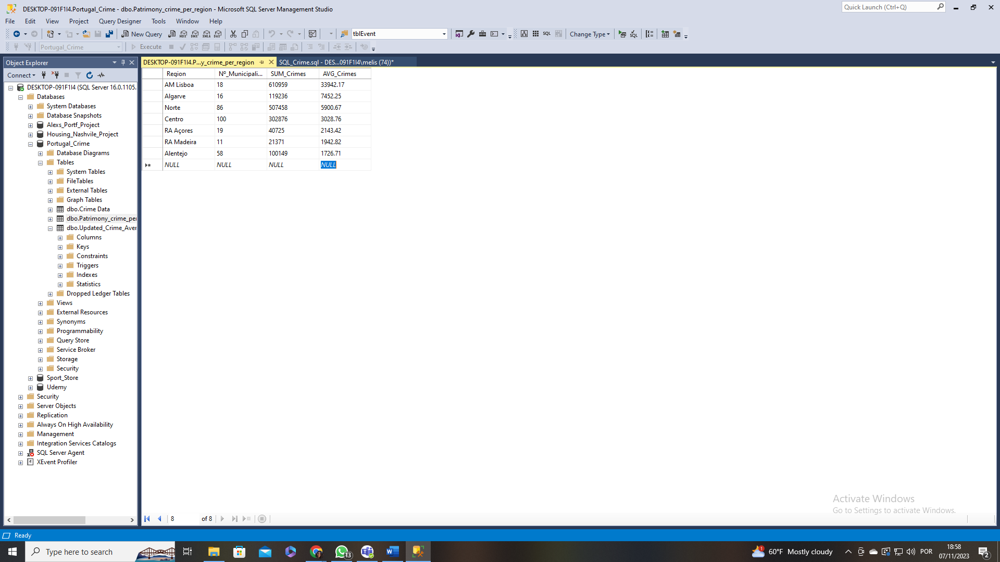 DESKTOP-091F1I4.Portugal_Crime - dbo.Patrimony_crime_per_region - Microsoft SQL Server Management Studio
Quick Launch (Ctrl+Q)
File Edit View Project Query Designer Tools Window Help
New Query MDX DMX XMLA DAX tblEvent SQL Change Type
Portugal_Crime Execute
Object Explorer
DESKTOP-091F1I4.P...y_crime_per_region SQL_Crime.sql - DES...091F1I4\melis (74))*
Connect
DESKTOP-091F1I4 (SQL Server 16.0.1105.
Databases
System Databases
Database Snapshots
Alexs_Portf_Project
Housing_Nashvile_Project
Portugal_Crime
Database Diagrams
Tables
System Tables
FileTables
External Tables
Graph Tables
dbo.Crime Data
dbo.Patrimony_crime_per
dbo.Updated_Crime_Aver
Columns
Keys
Constraints
Triggers
Indexes
Statistics
Dropped Ledger Tables
Views
External Resources
Synonyms
Programmability
Query Store
Service Broker
Storage
Security
Sport_Store
Udemy
Security
Server Objects
Replication
Always On High Availability
Management
Integration Services Catalogs
SQL Server Agent
XEvent Profiler
Region Nº_Municipali... SUM_Crimes AVG_Crimes
AM Lisboa 18 610959 33942.17
Algarve 16 119236 7452.25
Norte 86 507458 5900.67
Centro 100 302876 3028.76
RA Açores 19 40725 2143.42
RA Madeira 11 21371 1942.82
Alentejo 58 100149 1726.71
NULL NULL NULL NULL
Activate Windows
Go to Settings to activate Windows.
8 of 8
Ready
Type here to search
13
1 60°F Mostly cloudy
POR
18:58
07/11/2023
2